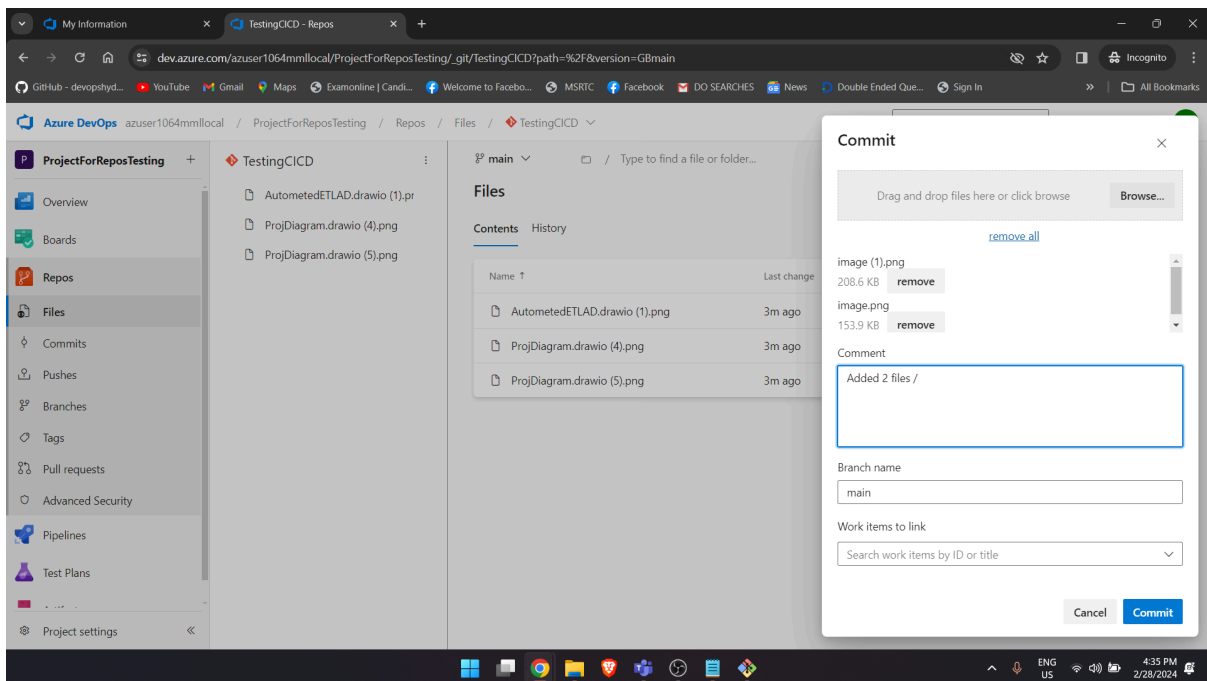 My Information
TestingCICD - Repos
dev.azure.com/azuser1064mmllocal/ProjectForReposTesting/_git/TestingCICD?path=%2F&version=GBmain
Incognito
GitHub - devopshyd...
YouTube
Gmail
Maps
Examonline | Candi...
Welcome to Facebo...
MSRTC
Facebook
DO SEARCHES
News
Double Ended Que...
Sign In
»
All Bookmarks
Azure DevOps azuser1064mmllocal / ProjectForReposTesting / Repos / Files / TestingCICD
P ProjectForReposTesting +
Overview
Boards
Repos
Files
Commits
Pushes
Branches
Tags
Pull requests
Advanced Security
Pipelines
Test Plans
Project settings
TestingCICD
AutometedETLAD.drawio (1).pr
ProjDiagram.drawio (4).png
ProjDiagram.drawio (5).png
main
/ Type to find a file or folder...
Files
Contents History
Name ↑ Last change
AutometedETLAD.drawio (1).png 3m ago
ProjDiagram.drawio (4).png 3m ago
ProjDiagram.drawio (5).png 3m ago
Commit
Drag and drop files here or click browse Browse...
remove all
image (1).png
208.6 KB remove
image.png
153.9 KB remove
Comment
Added 2 files /
Branch name
main
Work items to link
Search work items by ID or title
Cancel Commit
ENG
US
4:35 PM
2/28/2024